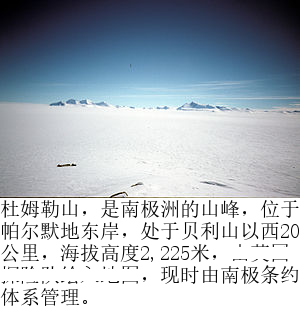 杜姆勒山，是南极洲的山峰，位于
帕尔默地东岸，处于贝利山以西20
公里，海拔高度2,225米，
，现时由南极条约
体系管理。